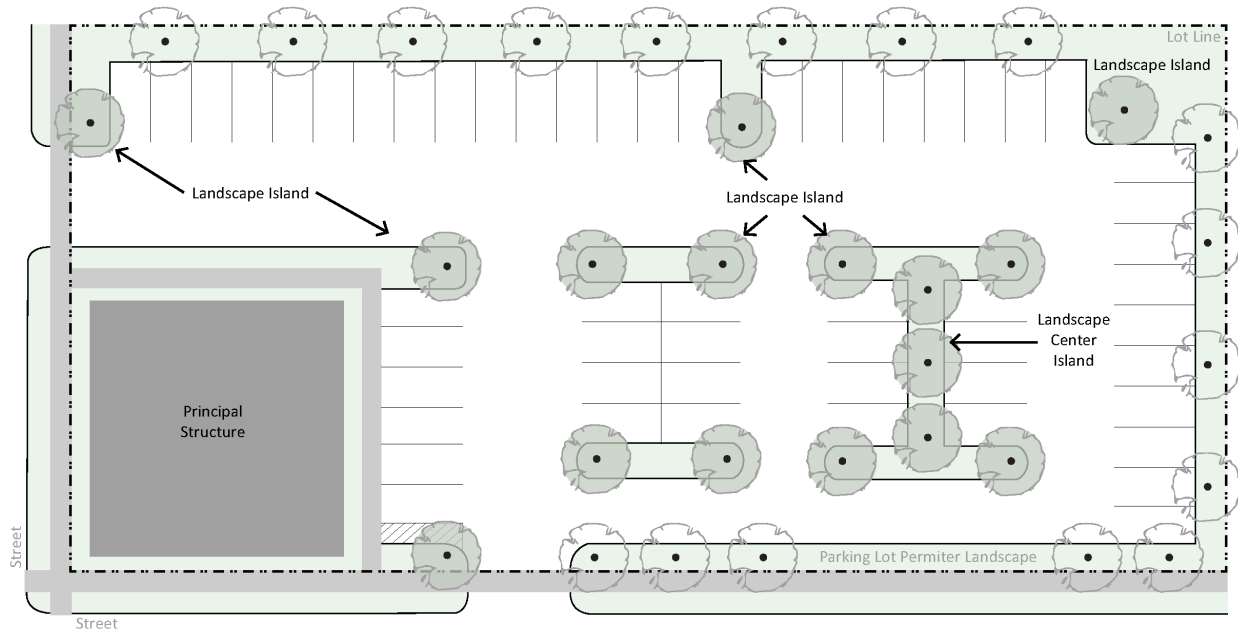 Lot Line
Landscape Island
Landscape Island
Landscape Island
Landscape
Center
Island
Principal
Structure
Street
Parking Lot Permiter Landscape
Street